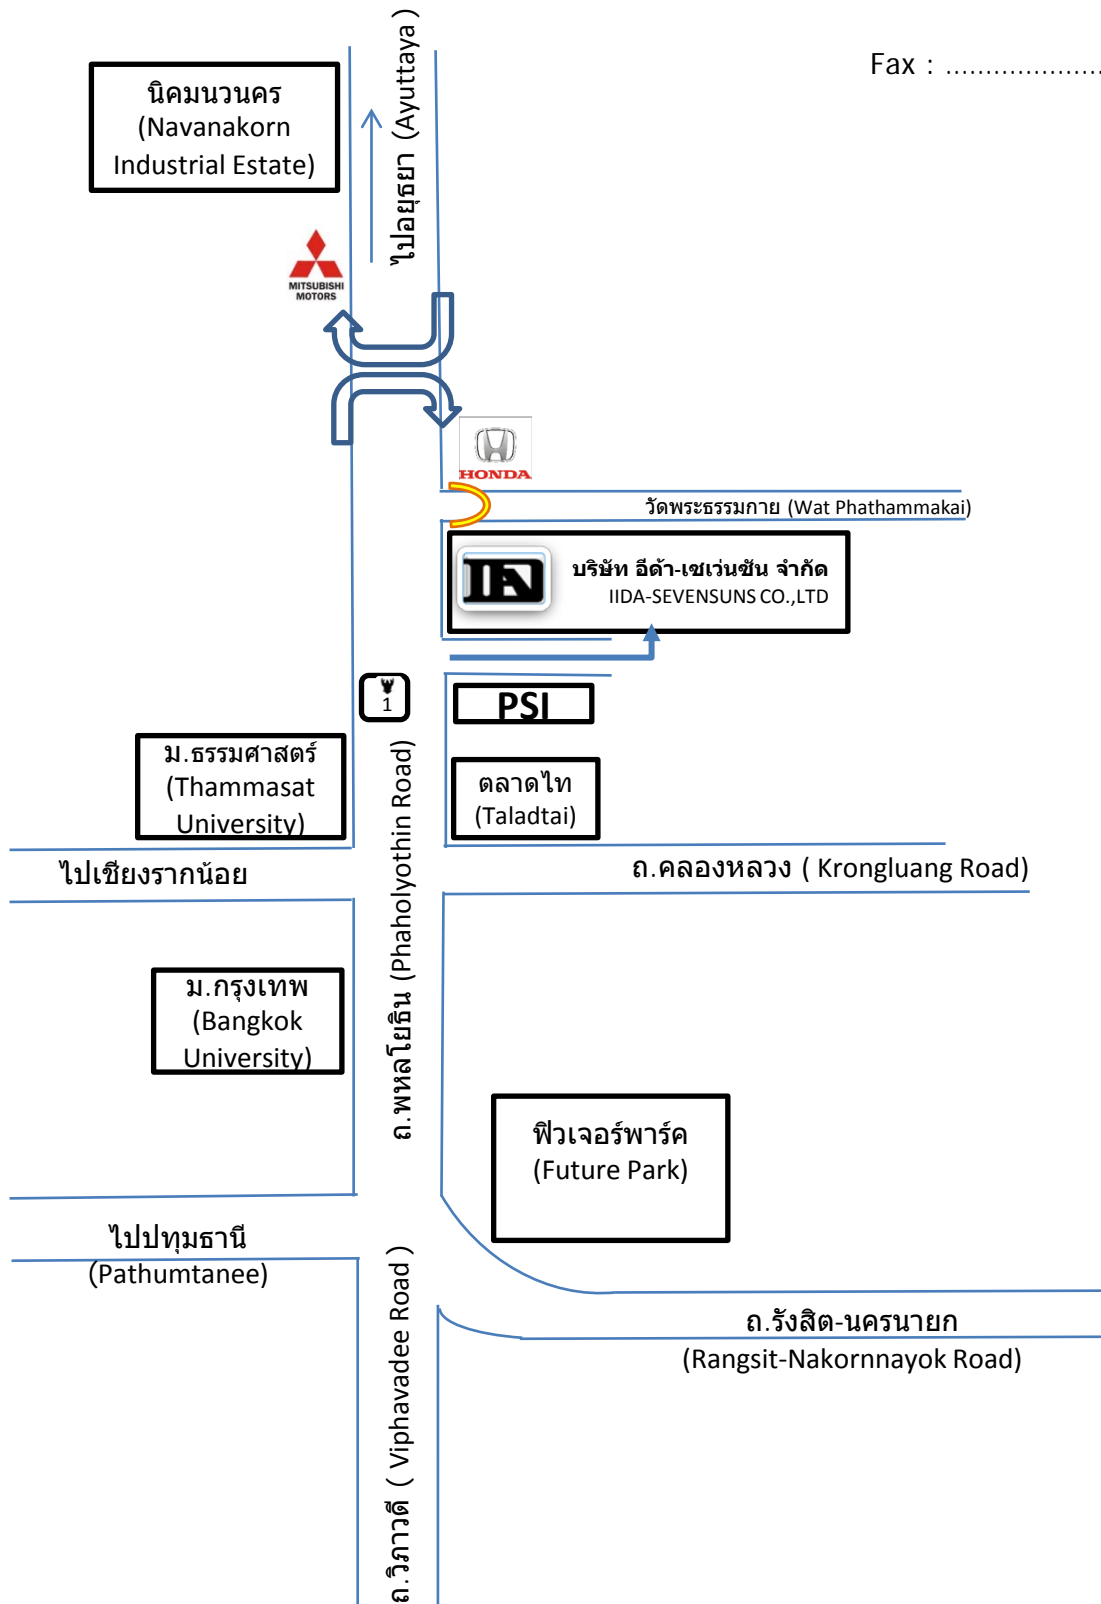 Fax : ....................
นิคมนวนคร
(Navanakorn
Industrial Estate)
ไปอยุธยา (Ayuttaya)
MITSUBISHI
MOTORS
HONDA
วัดพระธรรมกาย (Wat Phathammakai)
บริษัท อีด้า-เซเว่นซัน จำกัด
IIDA-SEVENSUNS CO.,LTD
1
PSI
ม.ธรรมศาสตร์
(Thammasat
University)
ตลาดไท
(Taladtai)
ถ.พหลโยธิน (Phaholyothin Road)
ไปเชียงรากน้อย
ถ.คลองหลวง ( Krongluang Road)
ม.กรุงเทพ
(Bangkok
University)
ฟิวเจอร์พาร์ค
(Future Park)
ไปปทุมธานี
(Pathumtanee)
ถ.วิภาวดี ( Viphavadee Road )
ถ.รังสิต-นครนายก
(Rangsit-Nakornnayok Road)